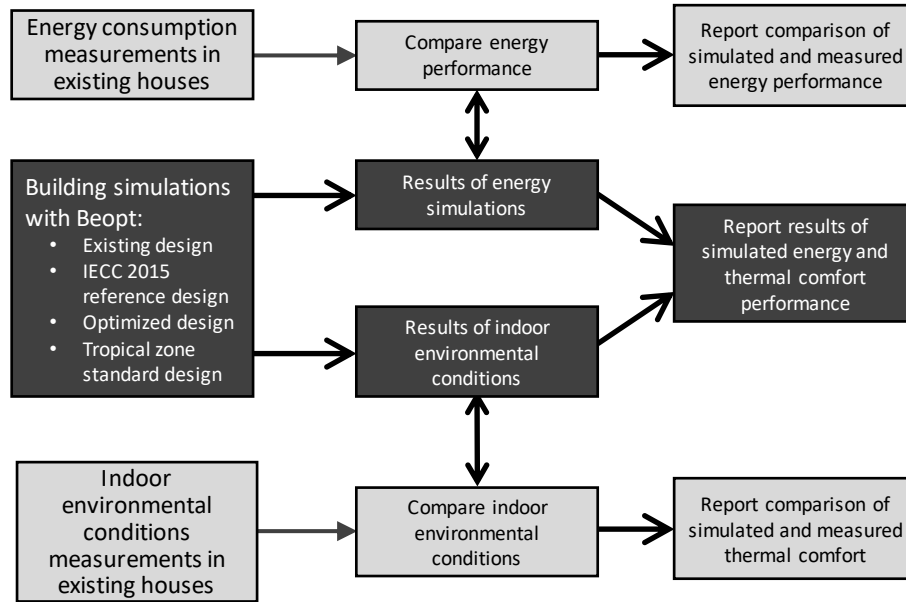 Energy consumption
measurements in
existing houses
Compare energy
performance
Report comparison of
simulated and measured
energy performance
Building simulations
with Beopt:
• Existing design
• IECC 2015
reference design
• Optimized design
• Tropical zone
standard design
Results of energy
simulations
Results of indoor
environmental
conditions
Report results of
simulated energy and
thermal comfort
performance
Indoor
environmental
conditions
measurements in
existing houses
Compare indoor
environmental
conditions
Report comparison of
simulated and measured
thermal comfort